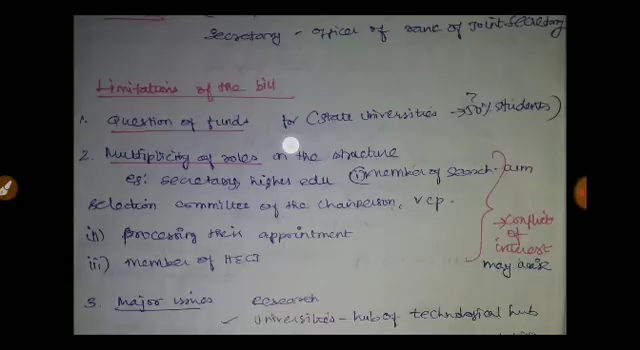 Secretary - Officer of rank of Joint Secretary
Limitations of the bill
1. Question of funds for (State Universities → 50% students)
2. Multiplicity of roles in the structure
eg: secretary, higher edu (i) member of search-cum
selection committee of the chairperson, VCP.
ii) processing their appointment
iii) member of HECI
→ conflicts
of
interest
may arise
3. Major issues Research
✓ Universities - hub of technological hub